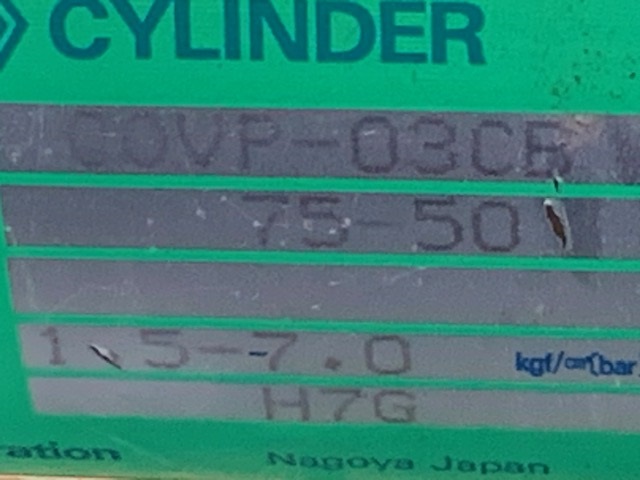 CYLINDER
COVP-03CB
75-50
1.5-7.0 kgf/cm²(bar
H7G
ration Nagoya Japan